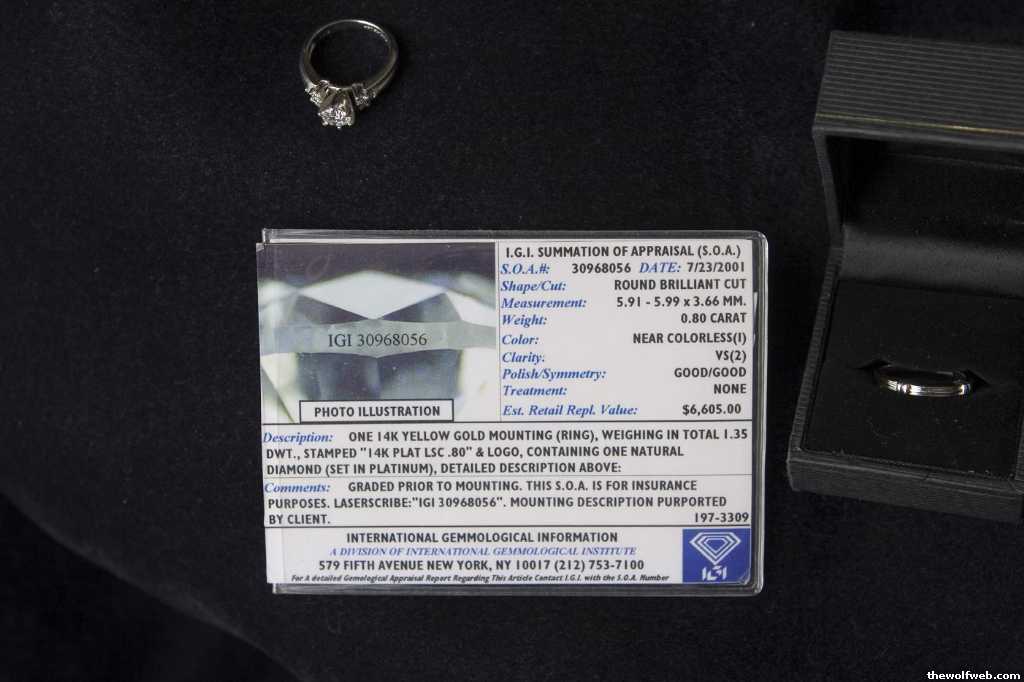 I.G.I. SUMMATION OF APPRAISAL (S.O.A.)
S.O.A.#: 30968056 DATE: 7/23/2001
Shape/Cut: ROUND BRILLIANT CUT
Measurement: 5.91 - 5.99 x 3.66 MM.
Weight: 0.80 CARAT
Color: NEAR COLORLESS(I)
Clarity: VS(2)
Polish/Symmetry: GOOD/GOOD
Treatment: NONE
Est. Retail Repl. Value: $6,605.00
IGI 30968056
PHOTO ILLUSTRATION
Description: ONE 14K YELLOW GOLD MOUNTING (RING), WEIGHING IN TOTAL 1.35
DWT., STAMPED "14K PLAT LSC .80" & LOGO, CONTAINING ONE NATURAL
DIAMOND (SET IN PLATINUM), DETAILED DESCRIPTION ABOVE:
Comments: GRADED PRIOR TO MOUNTING. THIS S.O.A. IS FOR INSURANCE
PURPOSES. LASERSCRIBE:"IGI 30968056". MOUNTING DESCRIPTION PURPORTED
BY CLIENT. 197-3309
INTERNATIONAL GEMMOLOGICAL INFORMATION
A DIVISION OF INTERNATIONAL GEMMOLOGICAL INSTITUTE
579 FIFTH AVENUE NEW YORK, NY 10017 (212) 753-7100
For A detailed Gemological Appraisal Report Regarding This Article Contact I.G.I. with the S.O.A. Number
IGI
thewolfweb.com